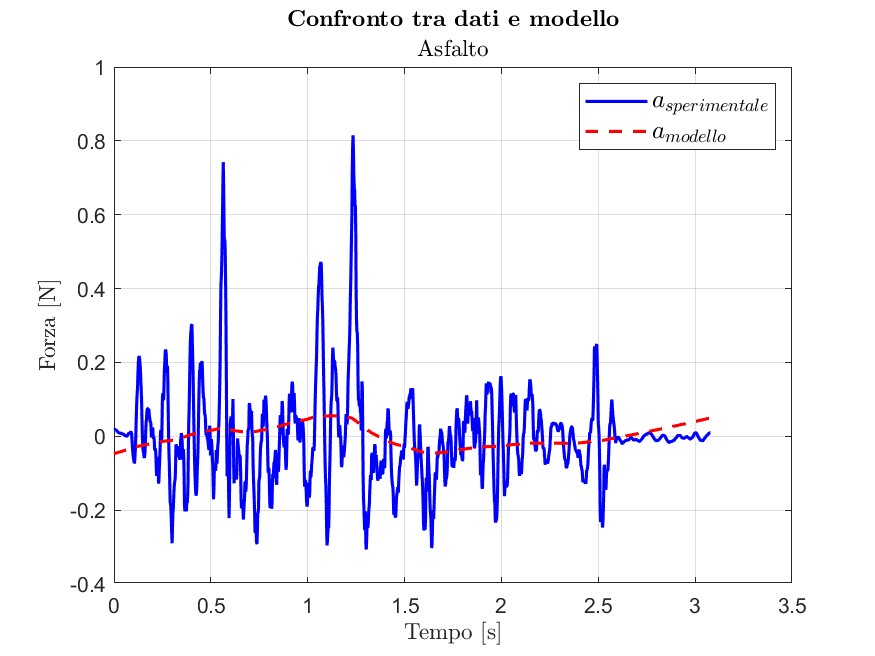 Confronto tra dati e modello
Asfalto
1
0.8
0.6
0.4
0.2
0
-0.2
-0.4
Forza [N]
a_sperimentale
a_modello
0
0.5
1
1.5
2
2.5
3
3.5
Tempo [s]